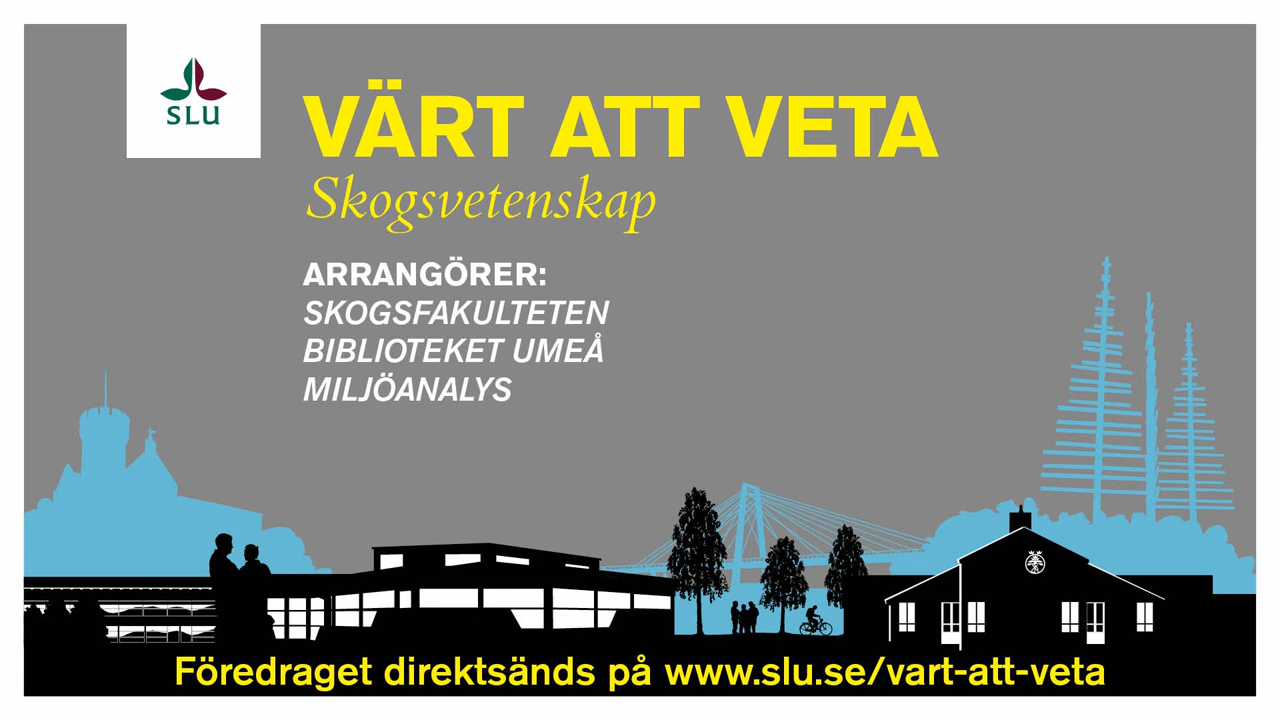 SLU
VÄRT ATT VETA
Skogsvetenskap
ARRANGÖRER:
SKOGSFAKULTETEN
BIBLIOTEKET UMEÅ
MILJÖANALYS
Föredraget direktsänds på www.slu.se/vart-att-veta